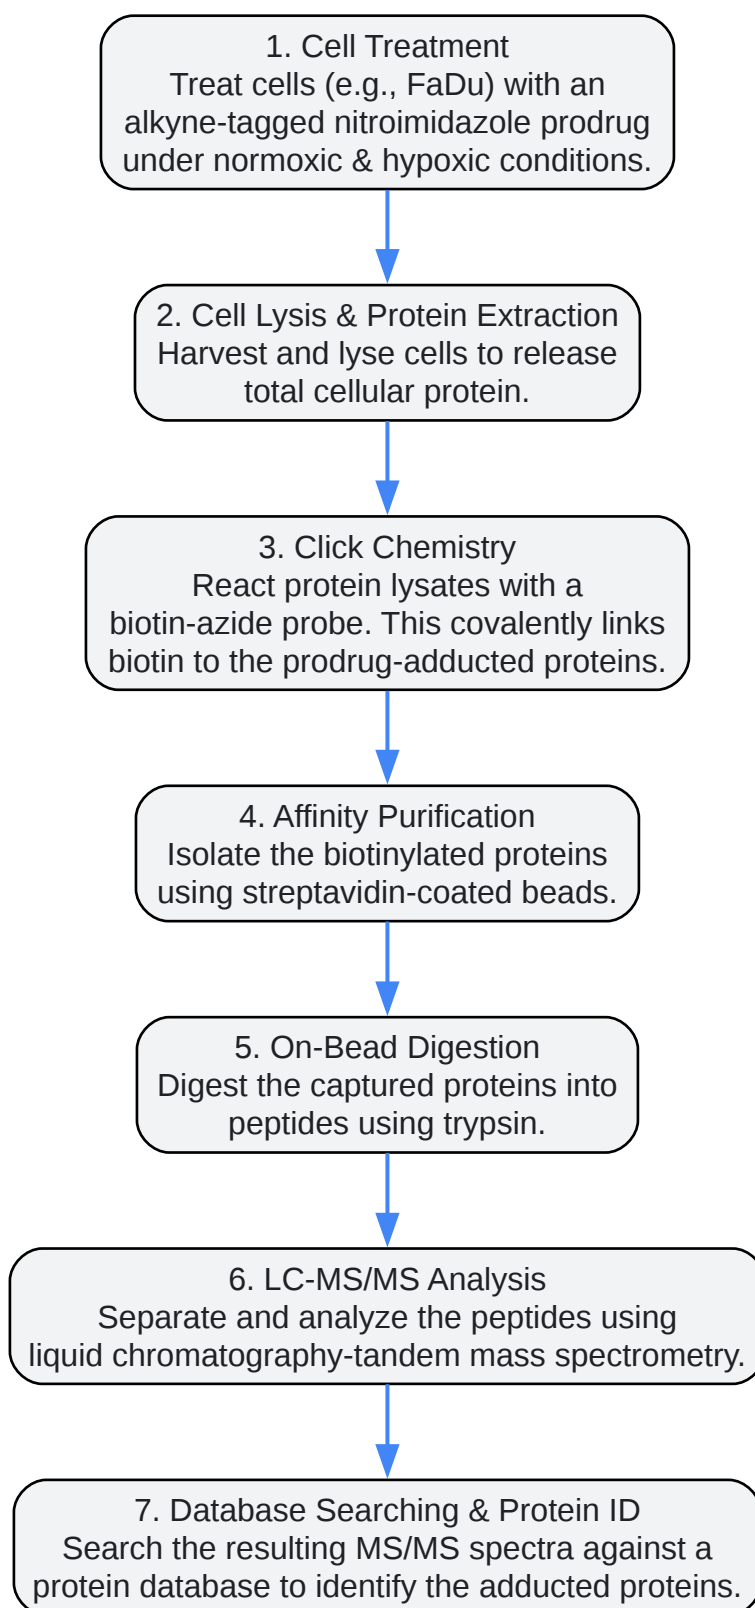 1. Cell Treatment
Treat cells (e.g., FaDu) with an
alkyne-tagged nitroimidazole prodrug
under normoxic & hypoxic conditions.
2. Cell Lysis & Protein Extraction
Harvest and lyse cells to release
total cellular protein.
3. Click Chemistry
React protein lysates with a
biotin-azide probe. This covalently links
biotin to the prodrug-adducted proteins.
4. Affinity Purification
Isolate the biotinylated proteins
using streptavidin-coated beads.
5. On-Bead Digestion
Digest the captured proteins into
peptides using trypsin.
6. LC-MS/MS Analysis
Separate and analyze the peptides using
liquid chromatography-tandem mass spectrometry.
7. Database Searching & Protein ID
Search the resulting MS/MS spectra against a
protein database to identify the adducted proteins.